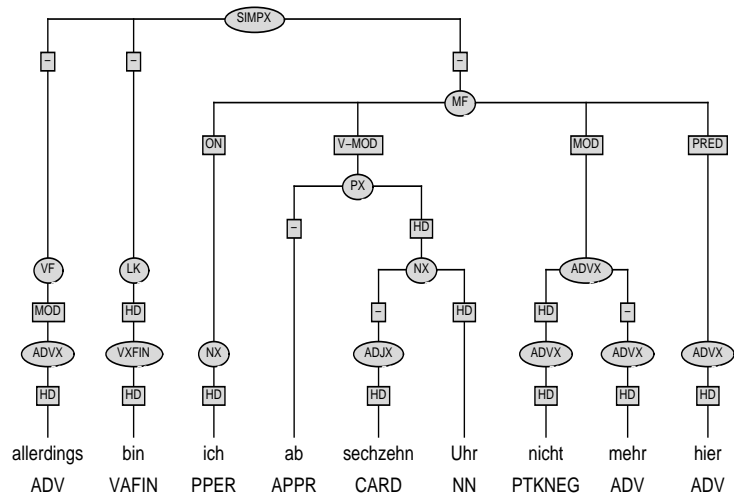 SIMPX
– – –
MF
ON V–MOD MOD PRED
PX
– HD
VF LK NX ADVX
MOD HD – HD HD –
ADVX VXFIN NX ADJX ADVX ADVX ADVX
HD HD HD HD HD HD HD
allerdings bin ich ab sechzehn Uhr nicht mehr hier
ADV VAFIN PPER APPR CARD NN PTKNEG ADV ADV